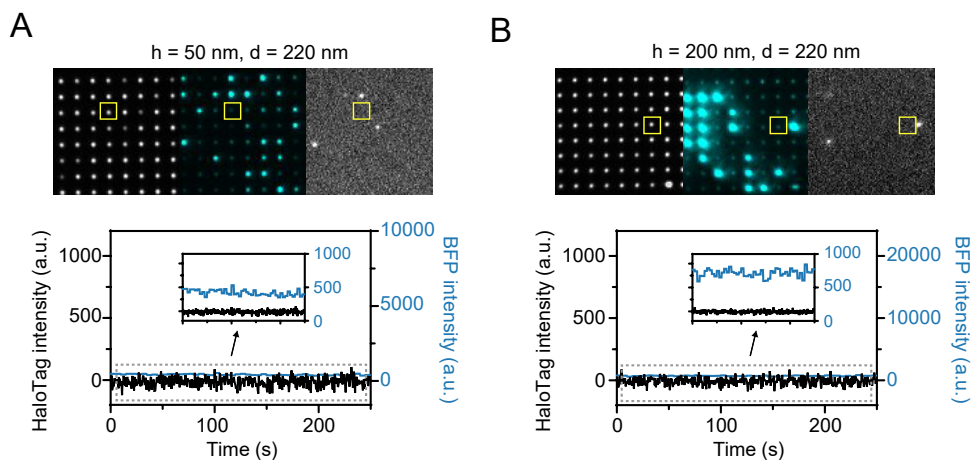 A
h = 50 nm, d = 220 nm
HaloTag intensity (a.u.)
1000
500
0
10000
5000
0
BFP intensity (a.u.)
1000
500
0
0
100
200
Time (s)
B
h = 200 nm, d = 220 nm
HaloTag intensity (a.u.)
1000
500
0
20000
10000
0
BFP intensity (a.u.)
1000
500
0
0
100
200
Time (s)